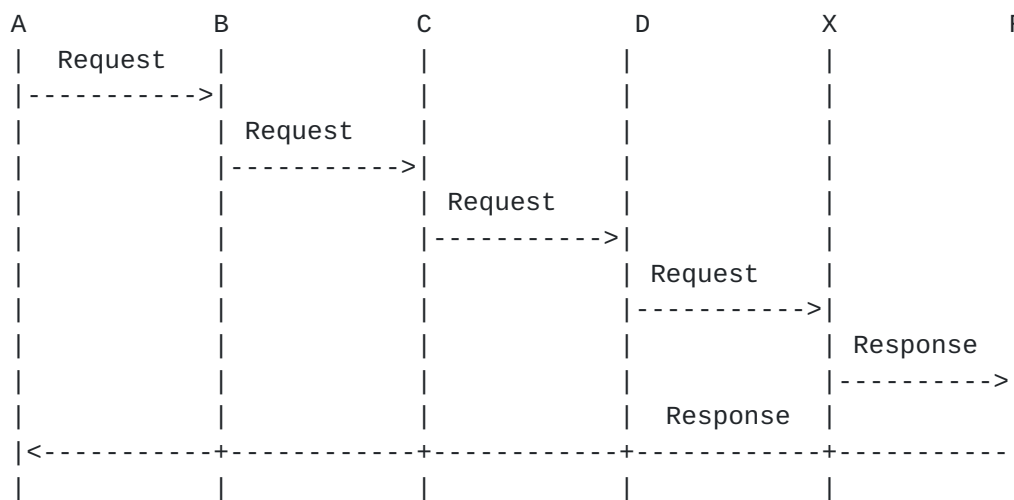 A            B            C             D           X           R
|  Request   |            |            |            |
|----------->|            |            |            |
|            | Request    |            |            |
|            |----------->|            |            |
|            |            | Request    |            |
|            |            |----------->|            |
|            |            |            | Request    |
|            |            |            |----------->|
|            |            |            |            | Response
|            |            |            |            |---------->
|            |            |            |  Response  |
|<-----------+------------+------------+------------+-----------
|            |            |            |            |